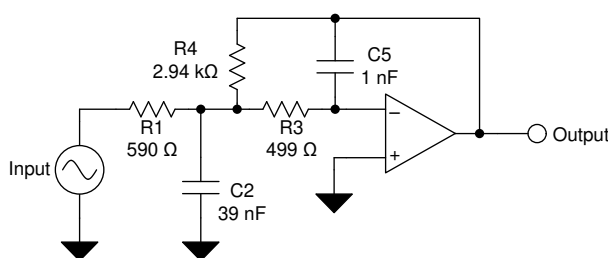 R4
2.94 kΩ
C5
1 nF
R1
590 Ω
R3
499 Ω
−
+
Output
Input
C2
39 nF